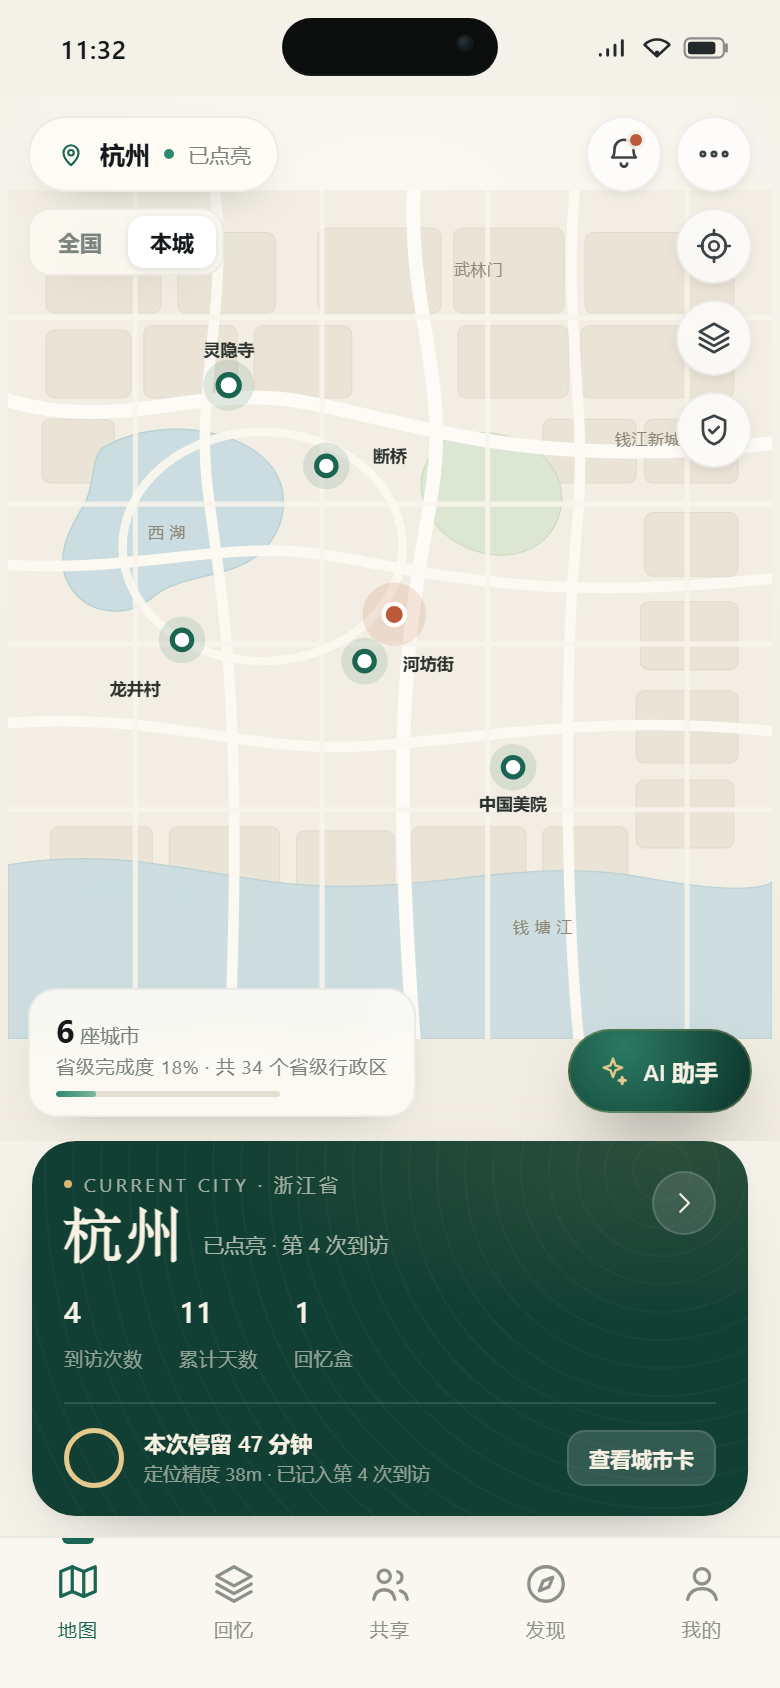 11:32
杭州 已点亮
全国 本城
武林门
灵隐寺
钱江新城
断桥
西湖
河坊街
龙井村
中国美院
钱塘江
6 座城市
省级完成度 18% · 共 34 个省级行政区
AI 助手
CURRENT CITY · 浙江省
杭州 已点亮 · 第 4 次到访
4 11 1
到访次数 累计天数 回忆盒
本次停留 47 分钟
定位精度 38m · 已记入第 4 次到访
查看城市卡
地图 回忆 共享 发现 我的